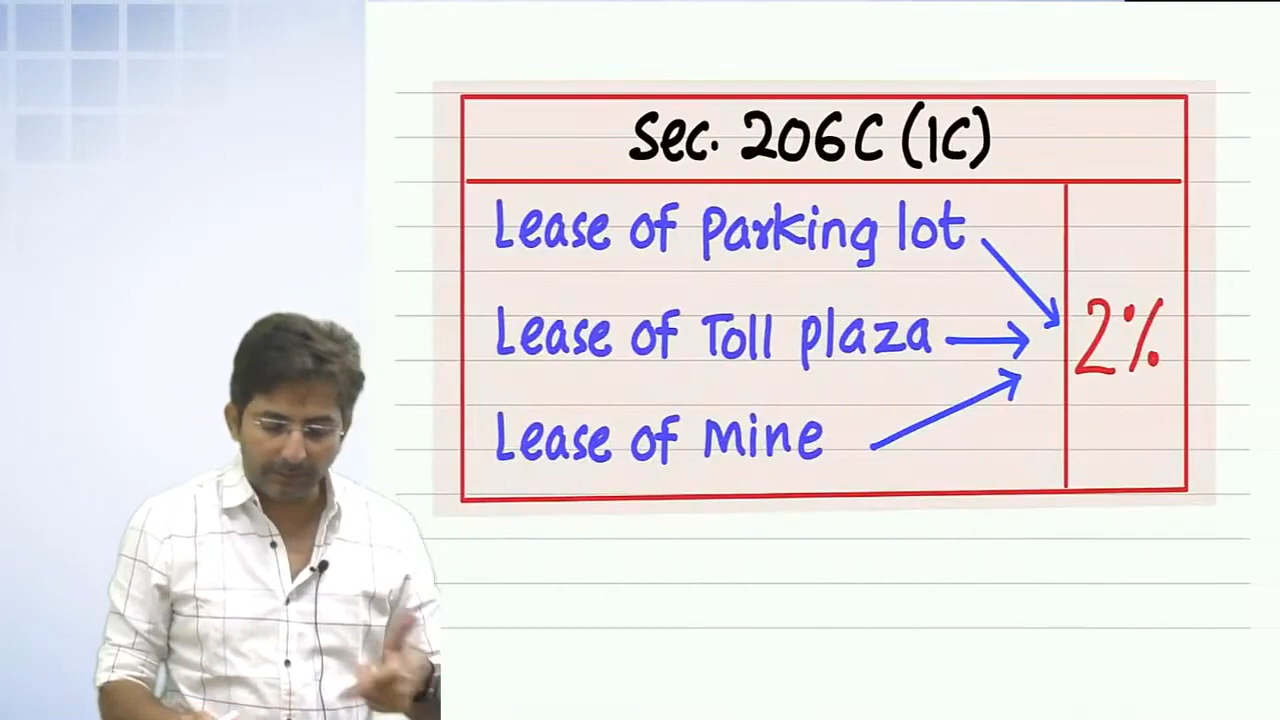 Sec. 206C (1C)
Lease of Parking lot
Lease of Toll plaza
2%
Lease of mine